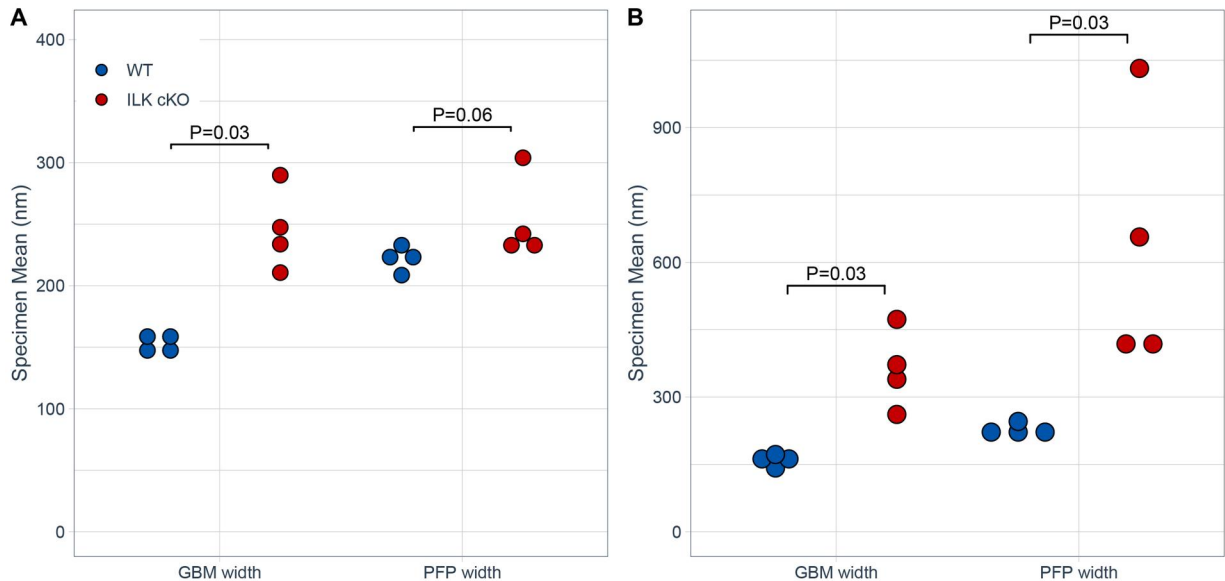 A
Specimen Mean (nm)
400
300
200
100
0
WT
ILK cKO
P=0.03
P=0.06
GBM width
PFP width
B
Specimen Mean (nm)
900
600
300
0
P=0.03
P=0.03
GBM width
PFP width